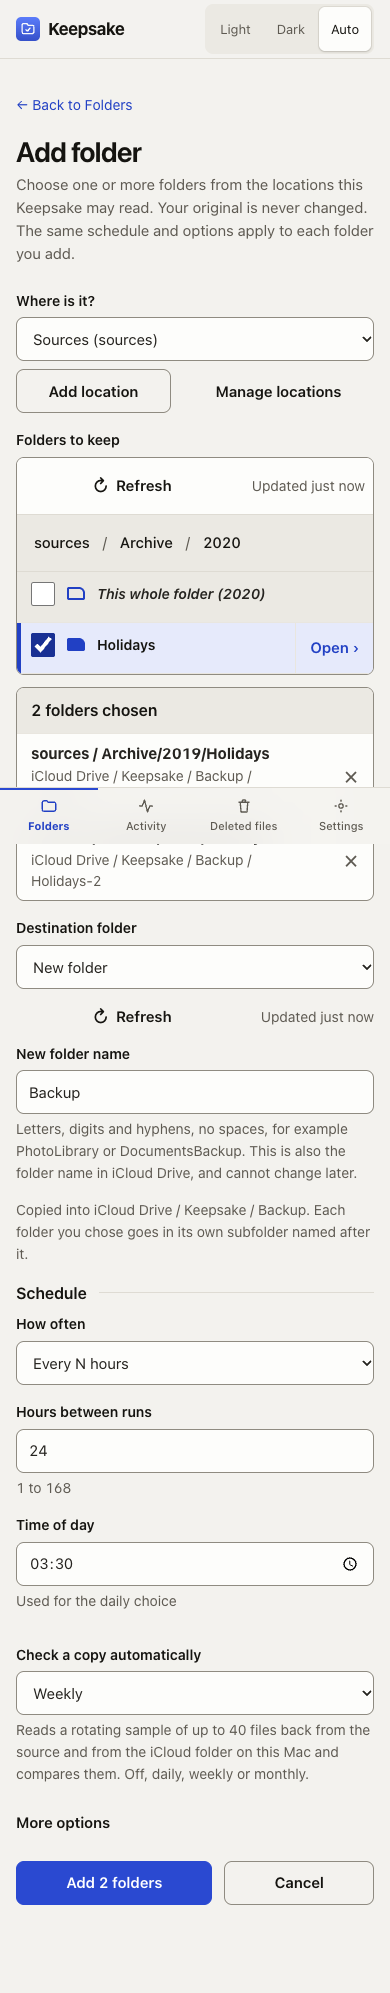 Keepsake
Light Dark Auto
← Back to Folders
Add folder
Choose one or more folders from the locations this
Keepsake may read. Your original is never changed.
The same schedule and options apply to each folder
you add.
Where is it?
Sources (sources)
Add location Manage locations
Folders to keep
Refresh Updated just now
sources / Archive / 2020
This whole folder (2020)
Holidays Open ›
2 folders chosen
sources / Archive/2019/Holidays
iCloud Drive / Keepsake / Backup /
Folders Activity Deleted files Settings
iCloud Drive / Keepsake / Backup /
Holidays-2
Destination folder
New folder
Refresh Updated just now
New folder name
Backup
Letters, digits and hyphens, no spaces, for example
PhotoLibrary or DocumentsBackup. This is also the
folder name in iCloud Drive, and cannot change later.
Copied into iCloud Drive / Keepsake / Backup. Each
folder you chose goes in its own subfolder named after
it.
Schedule
How often
Every N hours
Hours between runs
24
1 to 168
Time of day
03:30
Used for the daily choice
Check a copy automatically
Weekly
Reads a rotating sample of up to 40 files back from the
source and from the iCloud folder on this Mac and
compares them. Off, daily, weekly or monthly.
More options
Add 2 folders Cancel